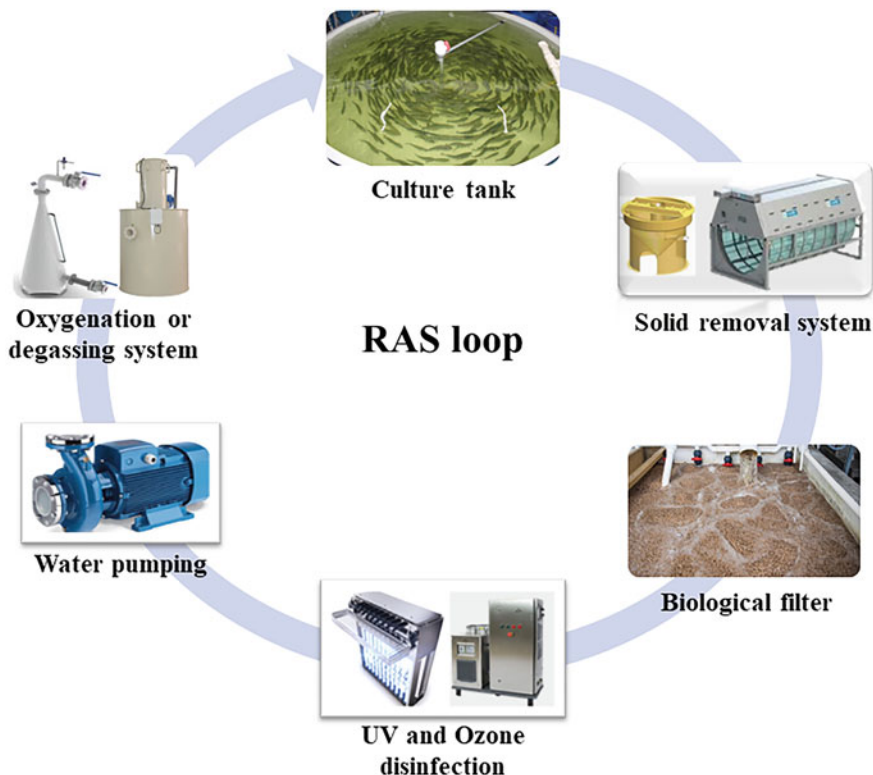 Culture tank
Solid removal system
Biological filter
UV and Ozone
disinfection
Water pumping
Oxygenation or
degassing system
RAS loop